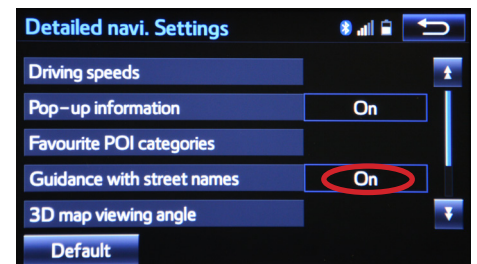 Detailed navi. Settings
Driving speeds
Pop-up information On
Favourite POI categories
Guidance with street names On
3D map viewing angle
Default